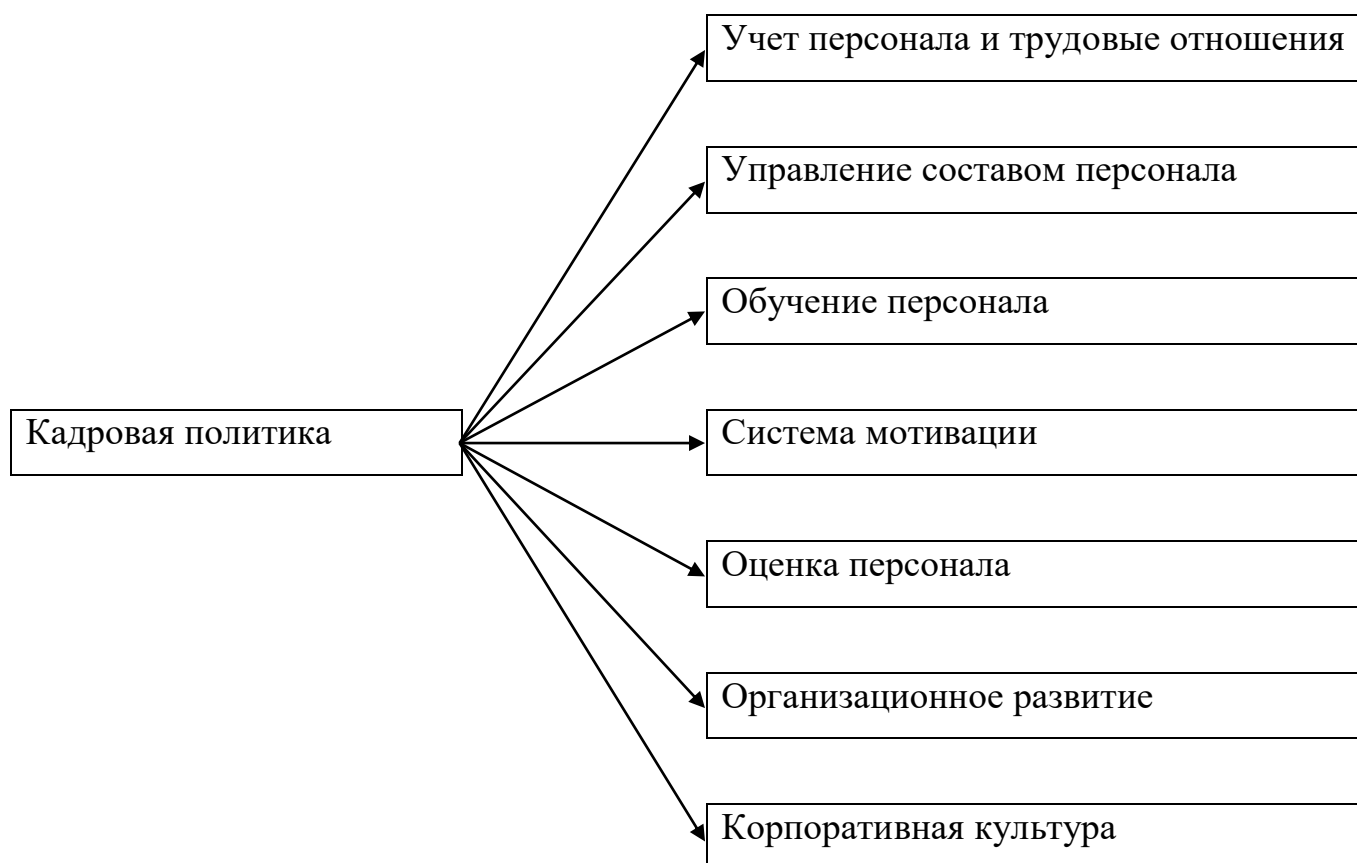 Учет персонала и трудовые отношения
Управление составом персонала
Обучение персонала
Кадровая политика
Система мотивации
Оценка персонала
Организационное развитие
Корпоративная культура